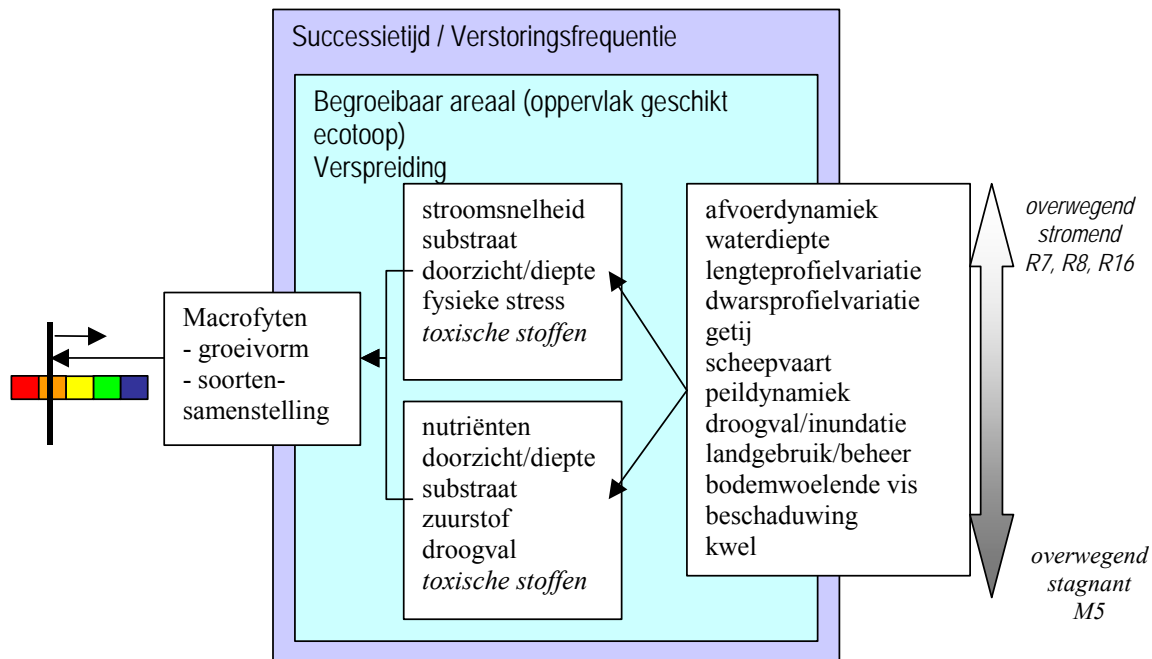 Successietijd / Verstoringsfrequentie
Begroeibaar areaal (oppervlak geschikt
ecotoop)
Verspreiding
Macrofyten
- groeivorm
- soorten-
samenstelling
stroomsnelheid
substraat
doorzicht/diepte
fysieke stress
toxische stoffen
nutriënten
doorzicht/diepte
substraat
zuurstof
droogval
toxische stoffen
afvoerdynamiek
waterdiepte
lengteprofielvariatie
dwarsprofielvariatie
getij
scheepvaart
peildynamiek
droogval/inundatie
landgebruik/beheer
bodemwoelende vis
beschaduwing
kwel
overwegend
stromend
R7, R8, R16
overwegend
stagnant
M5